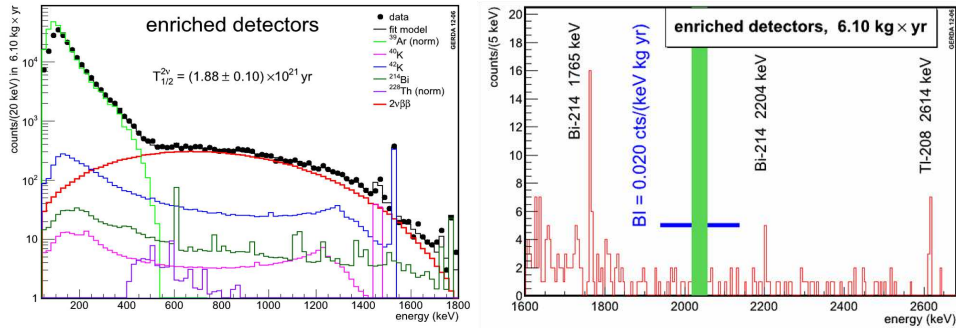 enriched detectors
data
fit model
³⁹Ar (norm)
⁴⁰K
⁴²K
²¹⁴Bi
²²⁸Th (norm)
2νββ
T₁/₂²ᵛ = (1.88 ± 0.10) ×10²¹ yr
GERDA 12-06
counts/(20 keV) in 6.10 kg × yr
10⁴
10³
10²
10
1
200 400 600 800 1000 1200 1400 1600 1800
energy (keV)
enriched detectors, 6.10 kg × yr
GERDA 12-06
counts/(5 keV)
20
18
16
14
12
10
8
6
4
2
0
Bi-214 1765 keV
BI = 0.020 cts/(keV kg yr)
Bi-214 2204 keV
Tl-208 2614 keV
1600 1800 2000 2200 2400 2600
energy (keV)